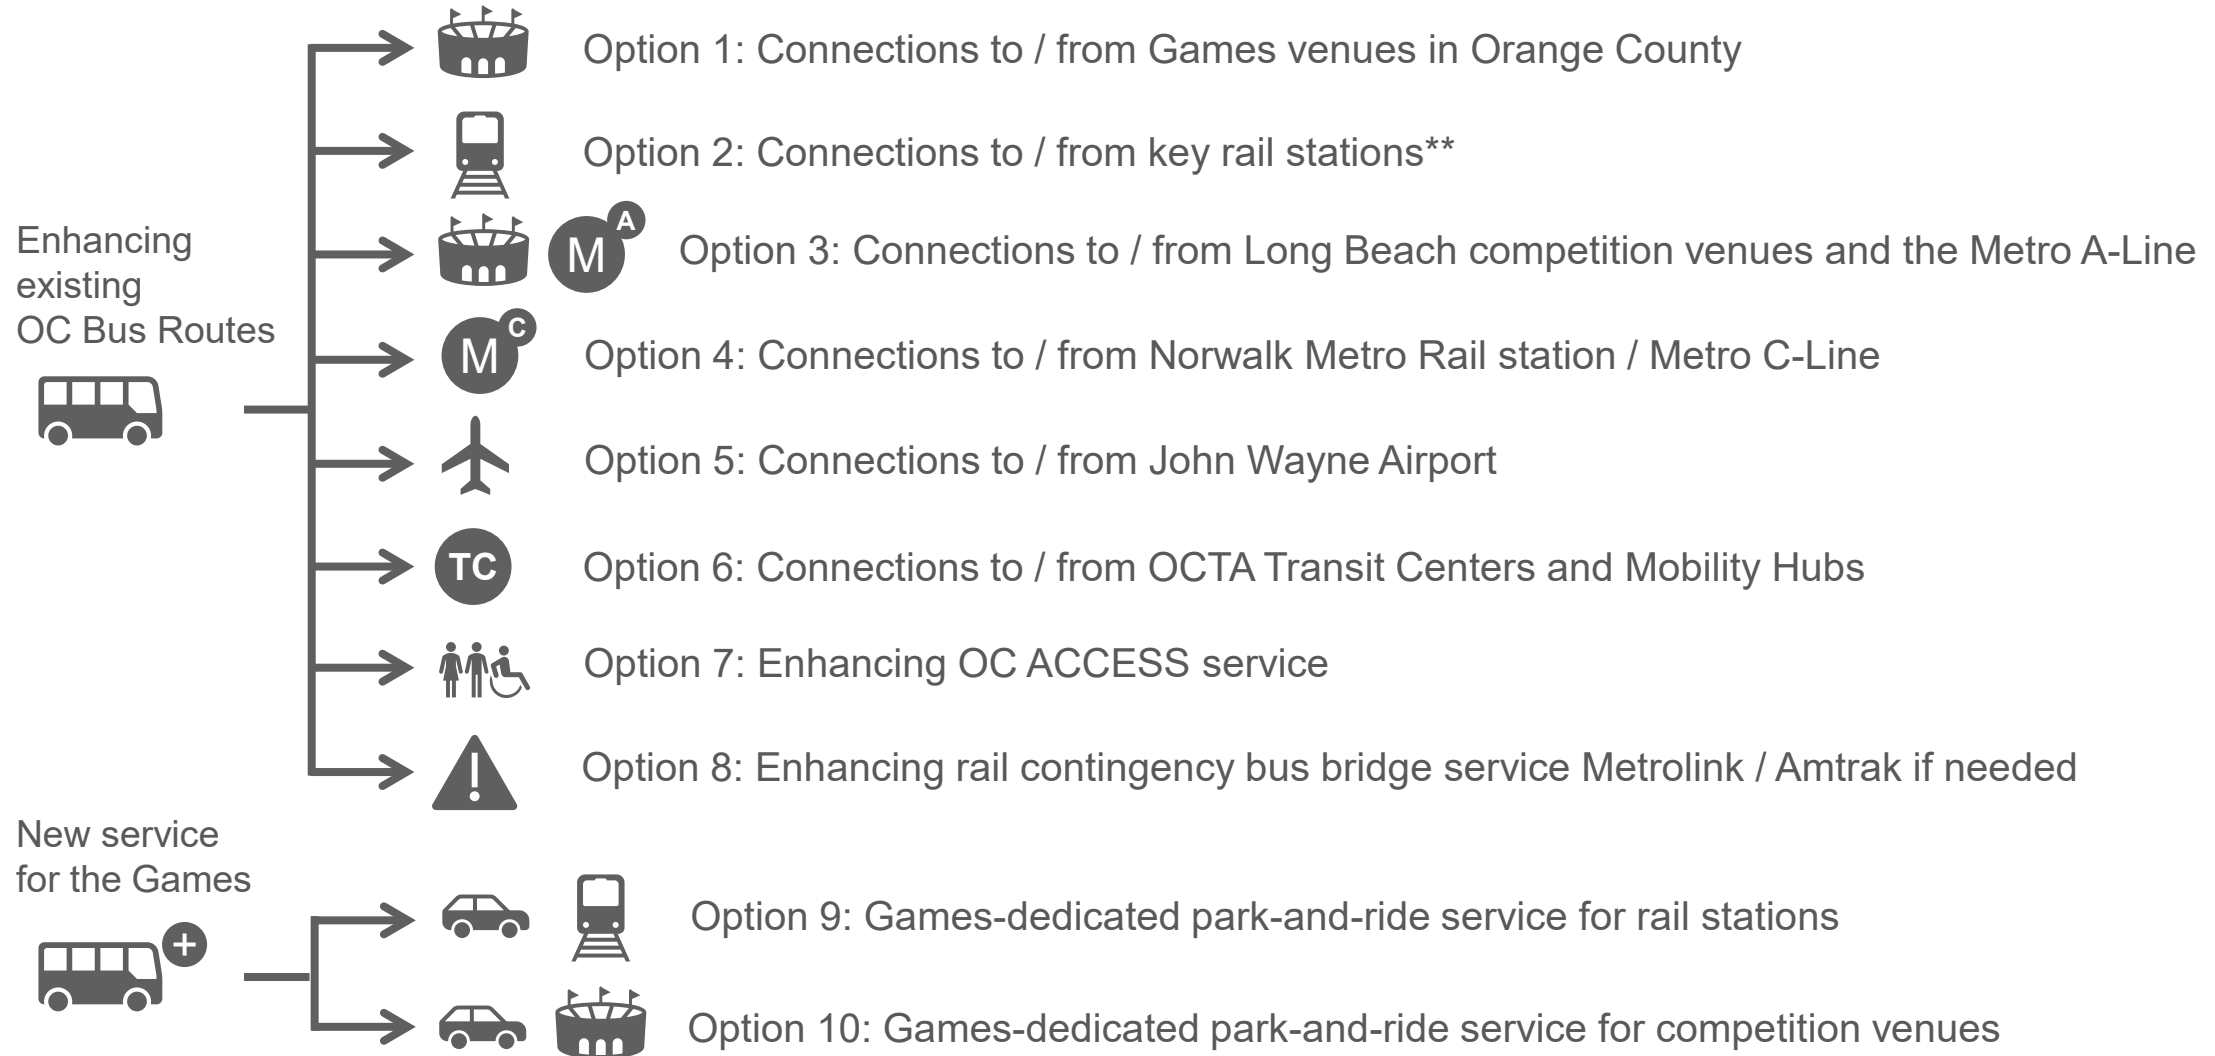 Option 1: Connections to / from Games venues in Orange County
Option 2: Connections to / from key rail stations**
Enhancing
existing
OC Bus Routes
M A
Option 3: Connections to / from Long Beach competition venues and the Metro A-Line
M C
Option 4: Connections to / from Norwalk Metro Rail station / Metro C-Line
Option 5: Connections to / from John Wayne Airport
TC
Option 6: Connections to / from OCTA Transit Centers and Mobility Hubs
Option 7: Enhancing OC ACCESS service
Option 8: Enhancing rail contingency bus bridge service Metrolink / Amtrak if needed
New service
for the Games
Option 9: Games-dedicated park-and-ride service for rail stations
Option 10: Games-dedicated park-and-ride service for competition venues